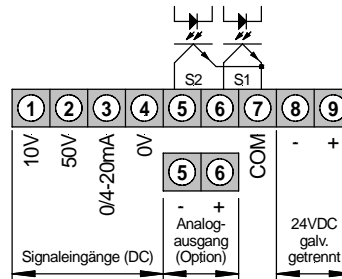 S2 S1
1 2 3 4 5 6 7 8 9
10V 50V 0/4-20mA 0V COM - +
5 6
- +
Signaleingänge (DC)
Analog-
ausgang
(Option)
24VDC
galv.
getrennt